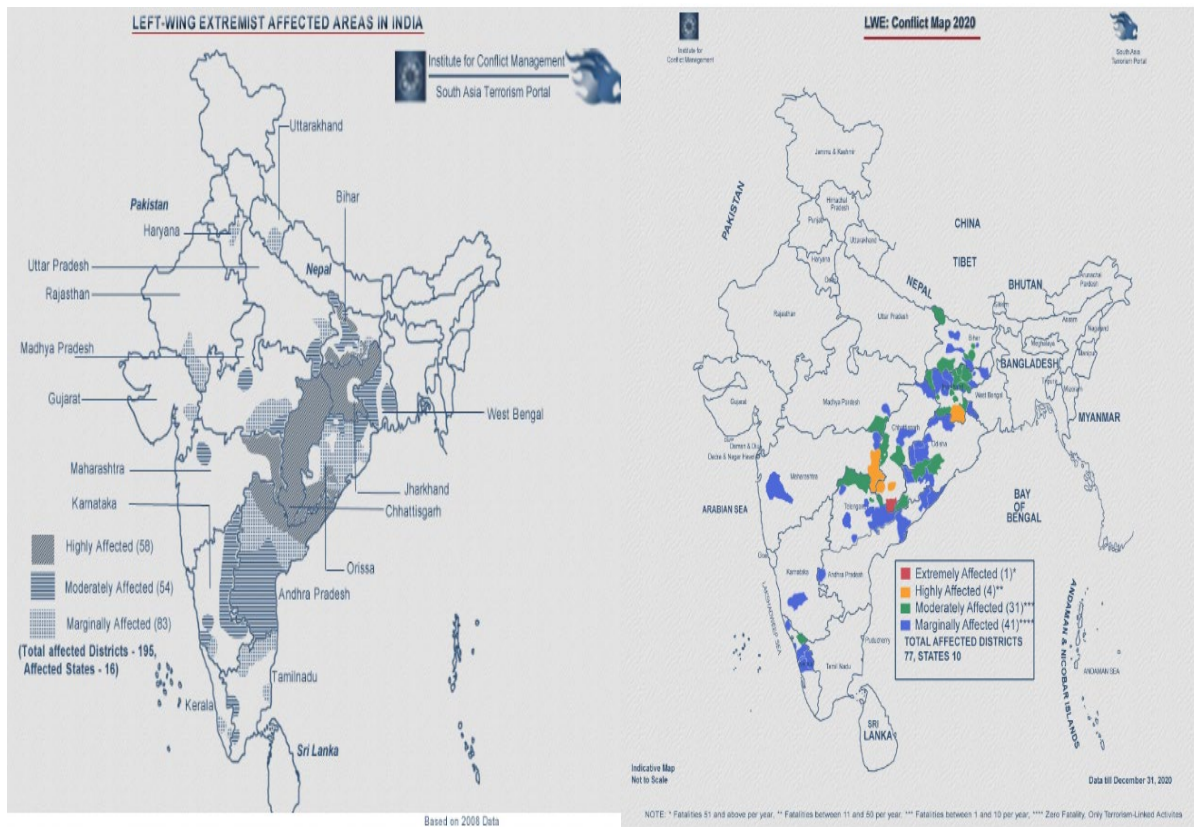 LEFT-WING EXTREMIST AFFECTED AREAS IN INDIA
Institute for Conflict Management
South Asia Terrorism Portal
Uttarakhand
Bihar
Pakistan
Haryana
Uttar Pradesh
Nepal
Rajasthan
Madhya Pradesh
Gujarat
West Bengal
Maharashtra
Jharkhand
Karnataka
Chhattisgarh
Highly Affected (58)
Orissa
Moderately Affected (54)
Andhra Pradesh
Marginally Affected (83)
(Total affected Districts - 195,
Affected States - 16)
Tamilnadu
Kerala
Sri Lanka
Based on 2008 Data
LWE: Conflict Map 2020
Institute for
Conflict Management
South Asia
Terrorism Portal
Jammu & Kashmir
PAKISTAN
Himachal
Pradesh
Punjab
CHINA
Uttarakhand
TIBET
Haryana
NEPAL
BHUTAN
Arunachal
Pradesh
Sikkim
Rajasthan
Uttar Pradesh
Assam
Nagaland
Bihar
Meghalaya
Manipur
BANGLADESH
Tripura
Mizoram
Gujarat
Madhya Pradesh
West Bengal
MYANMAR
Chhattisgarh
Odisha
Daman & Diu
Dadra & Nagar Haveli
Maharashtra
ARABIAN SEA
Telangana
BAY
OF
BENGAL
Goa
Karnataka
Andhra Pradesh
LAKSHADWEEP SEA
Extremely Affected (1)*
Highly Affected (4)**
Moderately Affected (31)***
Marginally Affected (41)****
TOTAL AFFECTED DISTRICTS
77, STATES 10
Puducherry
Tamil Nadu
ANDAMAN & NICOBAR ISLANDS
ANDAMAN SEA
SRI
LANKA
Indicative Map
Not to Scale
Data till December 31, 2020
NOTE: * Fatalities 51 and above per year, ** Fatalities between 11 and 50 per year, *** Fatalities between 1 and 10 per year, **** Zero Fatality, Only Terrorism-Linked Activites